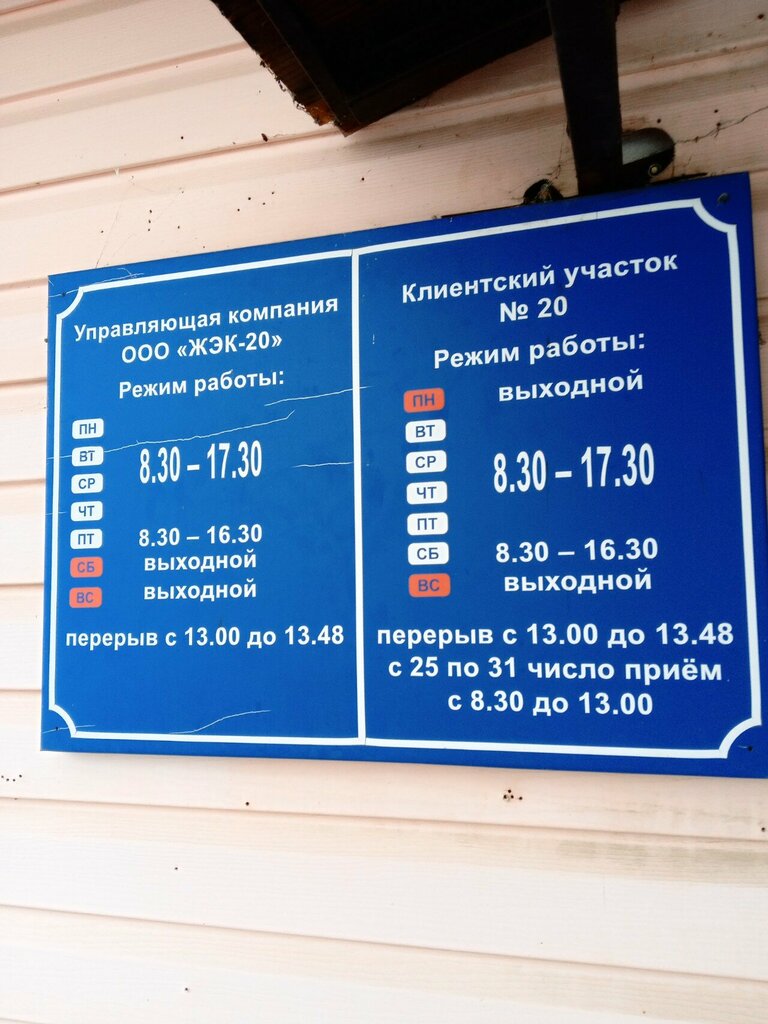 Управляющая компания
ООО «ЖЭК-20»
Режим работы:
ПН
ВТ
8.30 – 17.30
СР
ЧТ
ПТ 8.30 – 16.30
СБ выходной
ВС выходной
перерыв с 13.00 до 13.48
Клиентский участок
№ 20
Режим работы:
ПН выходной
ВТ
СР 8.30 – 17.30
ЧТ
ПТ
СБ 8.30 – 16.30
ВС выходной
перерыв с 13.00 до 13.48
с 25 по 31 число приём
с 8.30 до 13.00